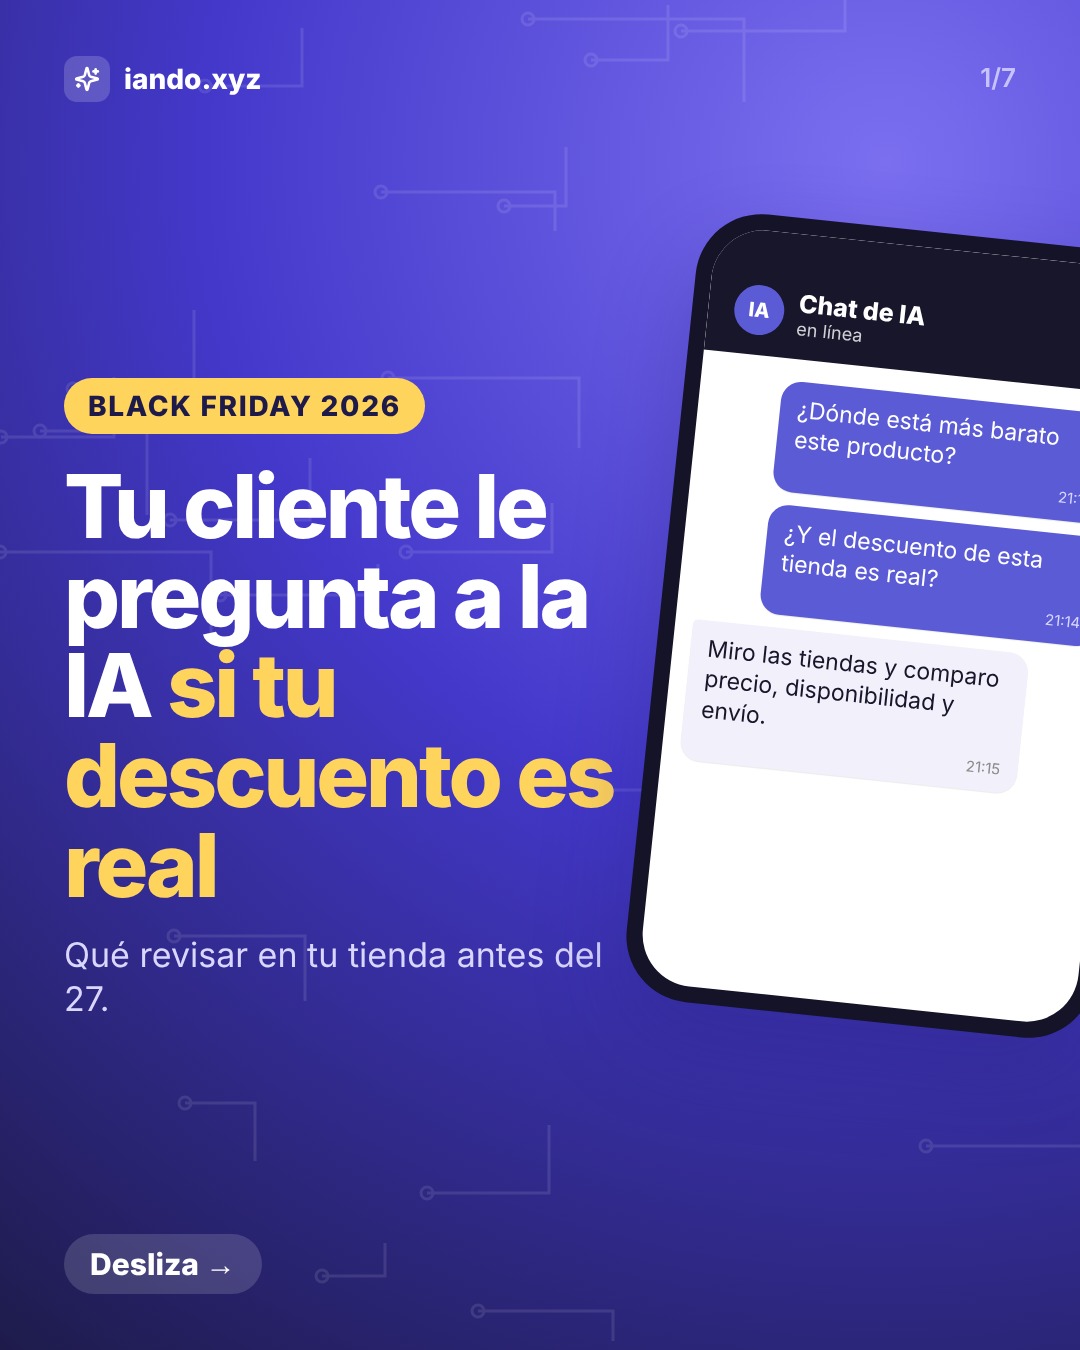 iando.xyz
1/7
BLACK FRIDAY 2026
Tu cliente le
pregunta a la
IA si tu
descuento es
real
Qué revisar en tu tienda antes del
27.
Desliza →
IA
Chat de IA
en línea
¿Dónde está más barato
este producto?
¿Y el descuento de esta
tienda es real?
21:14
Miro las tiendas y comparo
precio, disponibilidad y
envío.
21:15